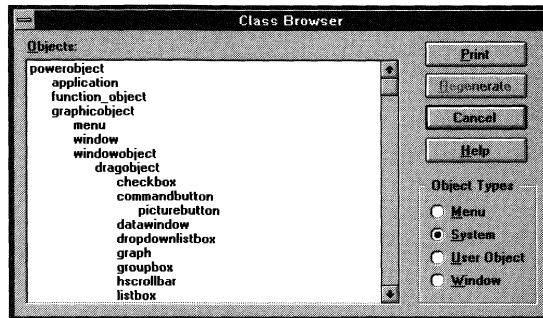 Class Browser
Objects:
powerobject
application
function_object
graphicobject
menu
window
windowobject
dragobject
checkbox
commandbutton
picturebutton
datawindow
dropdownlistbox
graph
groupbox
hscrollbar
listbox
Print
Regenerate
Cancel
Help
Object Types
Menu
System
User Object
Window